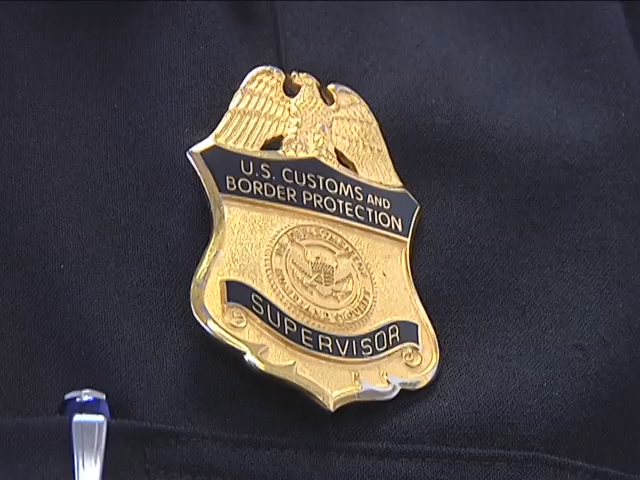 U.S. CUSTOMS AND
BORDER PROTECTION
SUPERVISOR